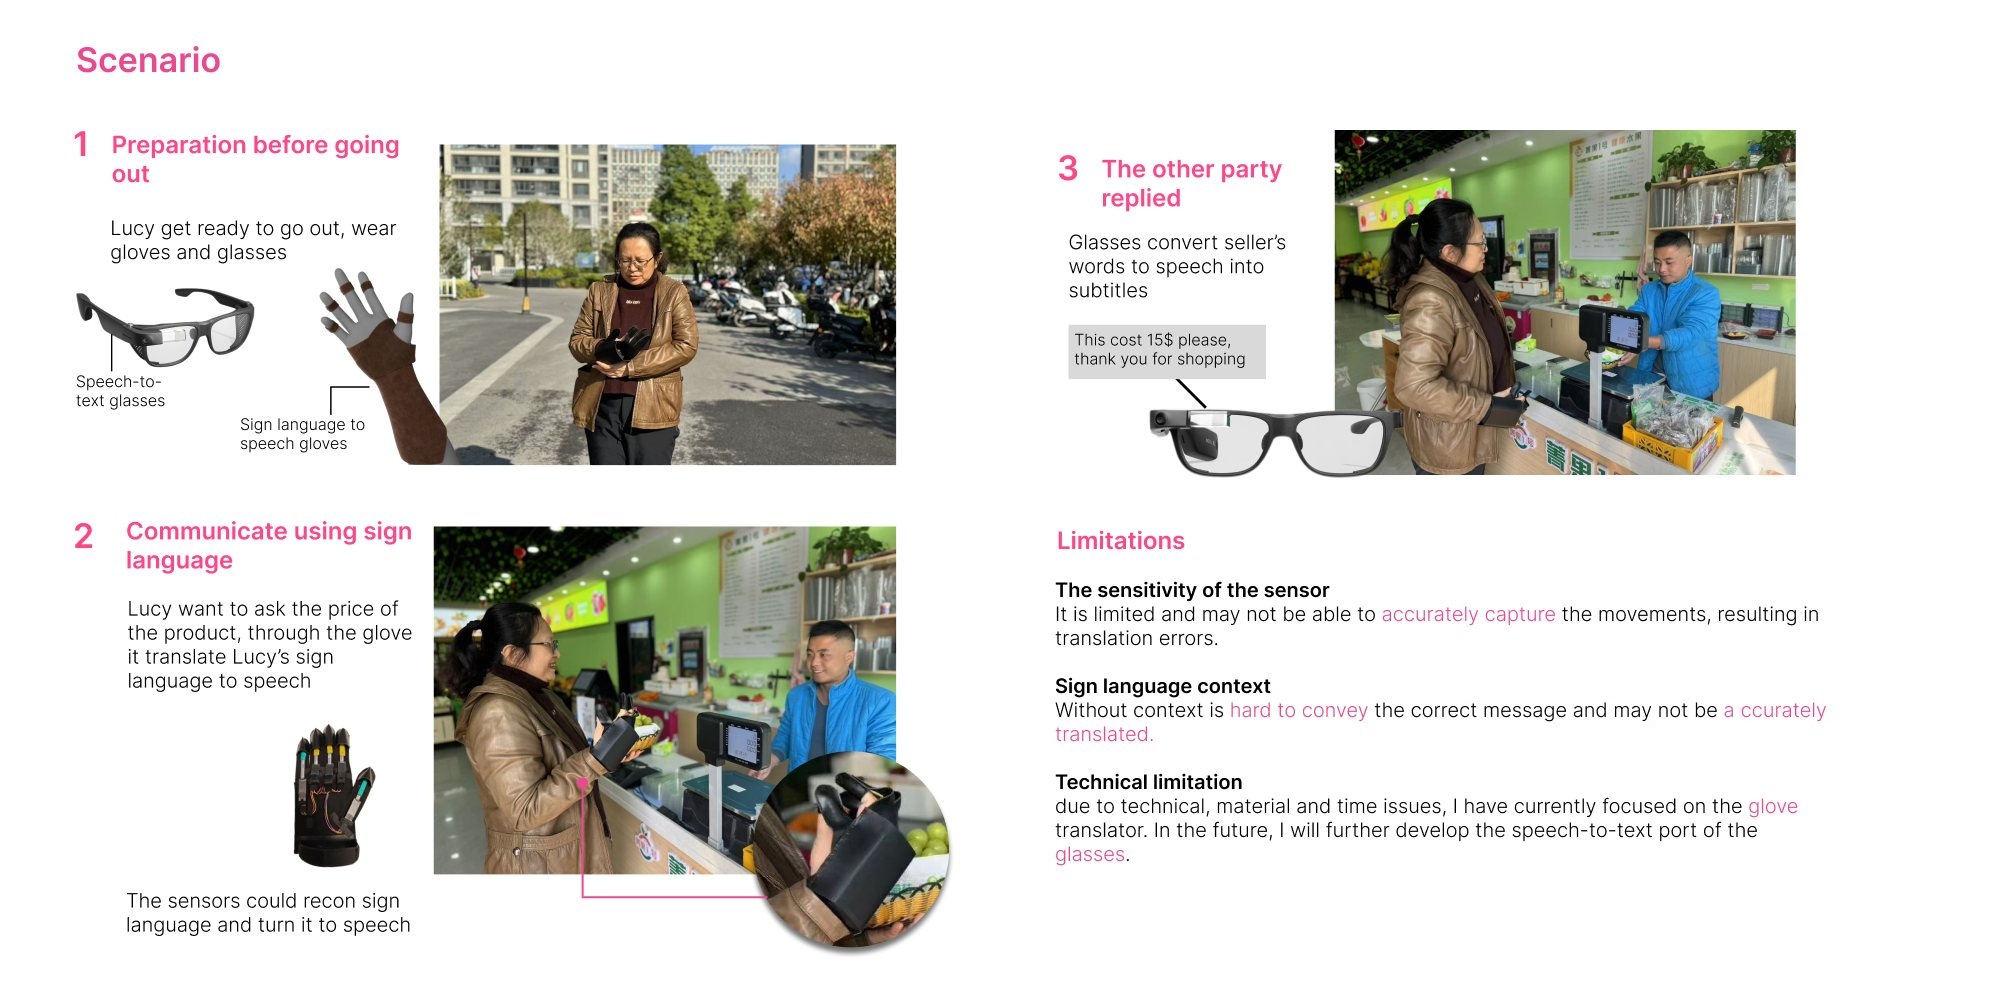 Scenario
1
Preparation before going
out
Lucy get ready to go out, wear
gloves and glasses
Speech-to-
text glasses
Sign language to
speech gloves
2
Communicate using sign
language
Lucy want to ask the price of
the product, through the glove
it translate Lucy’s sign
language to speech
The sensors could recon sign
language and turn it to speech
3
The other party
replied
Glasses convert seller’s
words to speech into
subtitles
This cost 15$ please,
thank you for shopping
Limitations
The sensitivity of the sensor
It is limited and may not be able to accurately capture the movements, resulting in
translation errors.
Sign language context
Without context is hard to convey the correct message and may not be a ccurately
translated.
Technical limitation
due to technical, material and time issues, I have currently focused on the glove
translator. In the future, I will further develop the speech-to-text port of the
glasses.